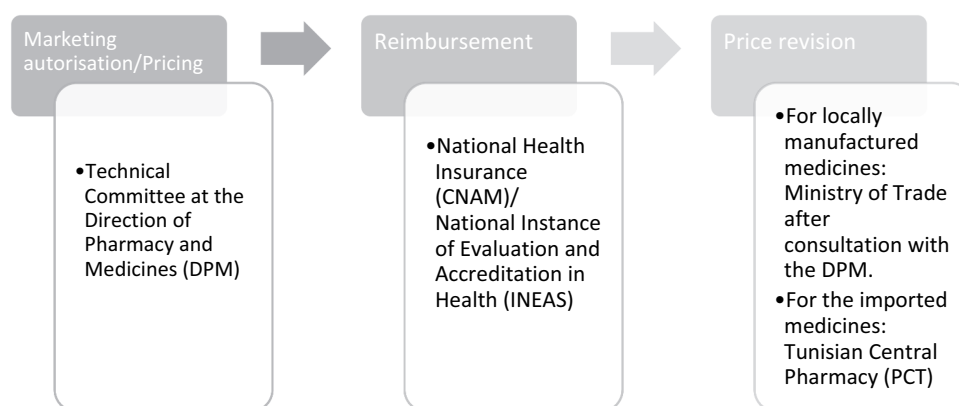 Marketing
autorisation/Pricing
•Technical
Committee at the
Direction of
Pharmacy and
Medicines (DPM)
Reimbursement
•National Health
Insurance
(CNAM)/
National Instance
of Evaluation and
Accreditation in
Health (INEAS)
Price revision
•For locally
manufactured
medicines:
Ministry of Trade
after
consultation with
the DPM.
•For the imported
medicines:
Tunisian Central
Pharmacy (PCT)